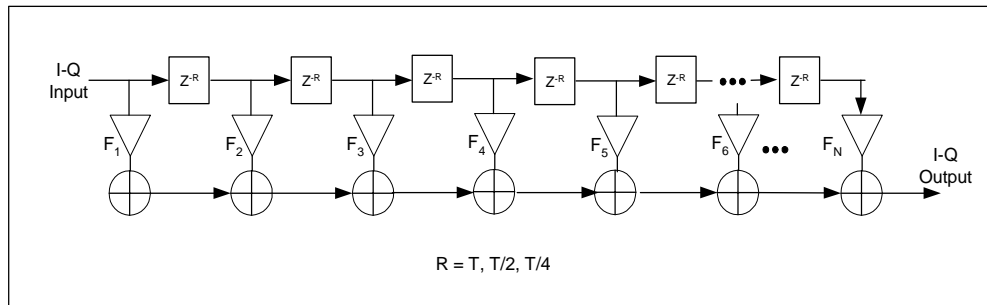 I-Q
Input
Z-R
Z-R
Z-R
Z-R
Z-R
Z-R
F1
F2
F3
F4
F5
F6
FN
I-Q
Output
R = T, T/2, T/4